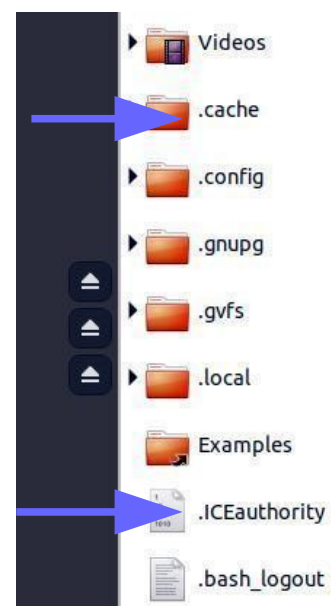 Videos
.cache
.config
.gnupg
.gvfs
.local
Examples
.ICEauthority
.bash_logout